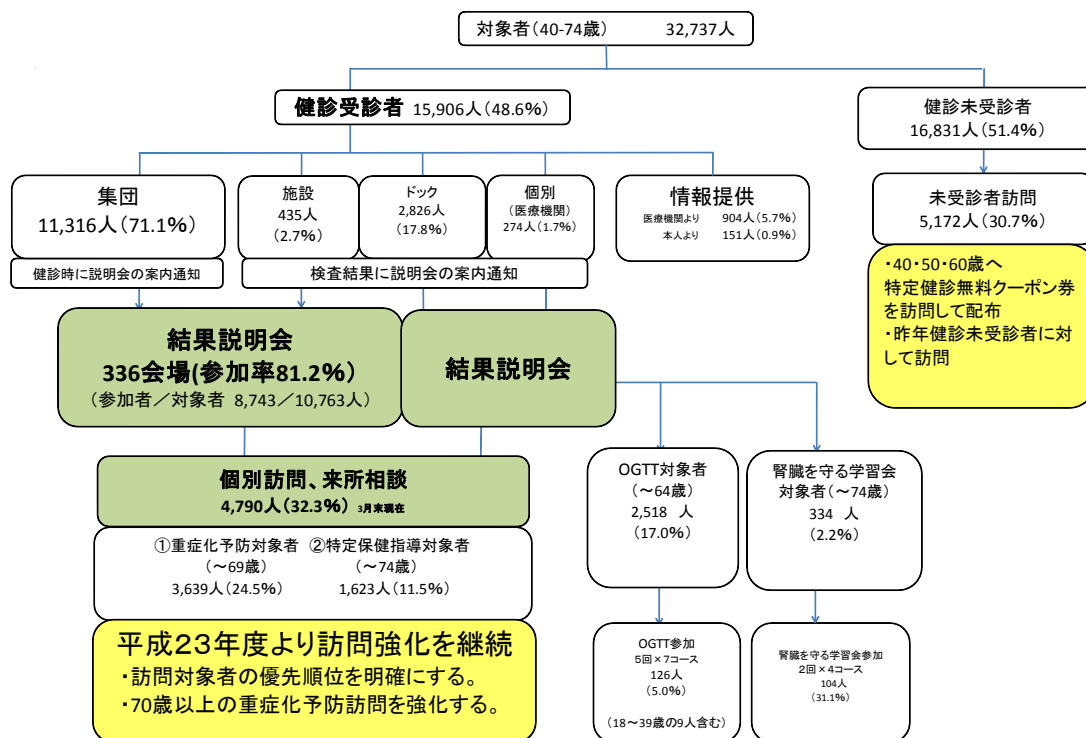 対象者(40-74歳) 32,737人
健診受診者 15,906人(48.6%)
健診未受診者
16,831人(51.4%)
集団
11,316人(71.1%)
施設
435人
(2.7%)
ドック
2,826人
(17.8%)
個別
(医療機関)
274人(1.7%)
情報提供
医療機関より 904人(5.7%)
本人より 151人(0.9%)
未受診者訪問
5,172人(30.7%)
健診時に説明会の案内通知
検査結果に説明会の案内通知
・40・50・60歳へ
特定健診無料クーポン券
を訪問して配布
・昨年健診未受診者に対
して訪問
結果説明会
336会場(参加率81.2%)
(参加者/対象者 8,743/10,763人)
結果説明会
個別訪問、来所相談
4,790人(32.3%) 3月末現在
①重症化予防対象者 ②特定保健指導対象者
(~69歳) (~74歳)
3,639人(24.5%) 1,623人(11.5%)
平成23年度より訪問強化を継続
・訪問対象者の優先順位を明確にする。
・70歳以上の重症化予防訪問を強化する。
OGTT対象者
(~64歳)
2,518 人
(17.0%)
腎臓を守る学習会
対象者(~74歳)
334 人
(2.2%)
OGTT参加
5回×7コース
126人
(5.0%)
(18~39歳の9人含む)
腎臓を守る学習会参加
2回×4コース
104人
(31.1%)